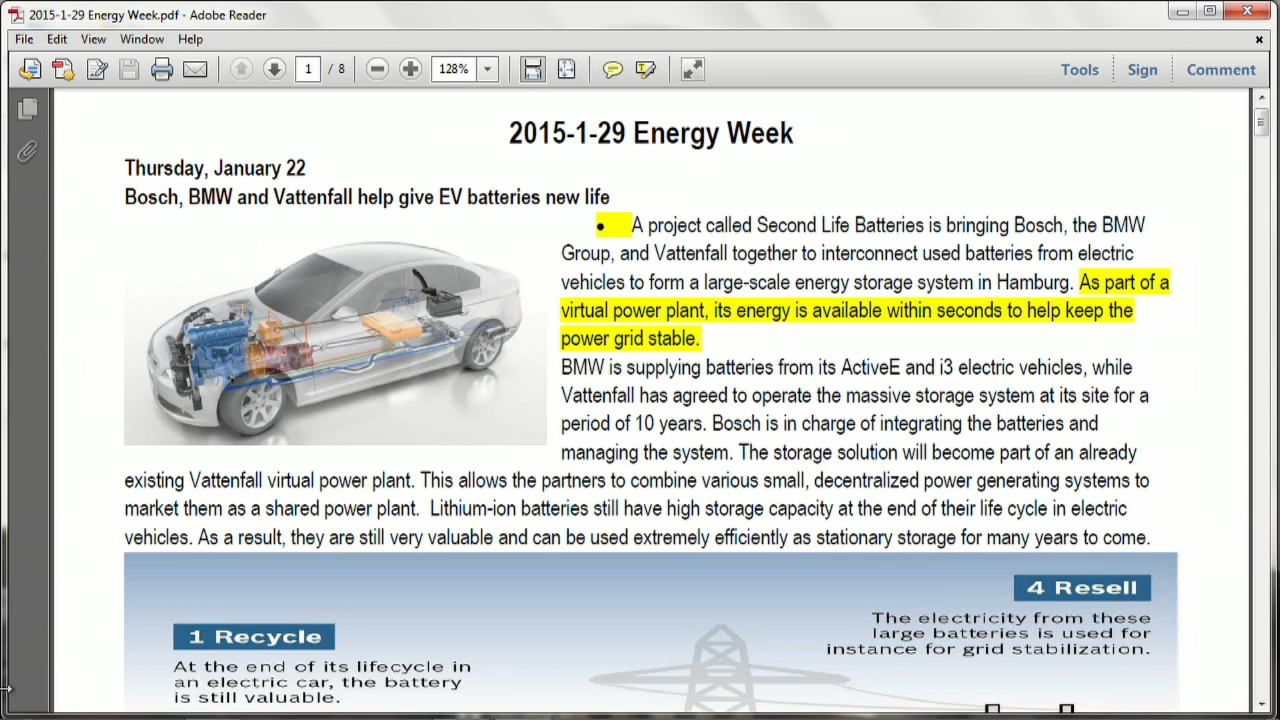 2015-1-29 Energy Week.pdf - Adobe Reader
File Edit View Window Help
1 / 8 128% Tools Sign Comment
2015-1-29 Energy Week
Thursday, January 22
Bosch, BMW and Vattenfall help give EV batteries new life
• A project called Second Life Batteries is bringing Bosch, the BMW
Group, and Vattenfall together to interconnect used batteries from electric
vehicles to form a large-scale energy storage system in Hamburg. As part of a
virtual power plant, its energy is available within seconds to help keep the
power grid stable.
BMW is supplying batteries from its ActiveE and i3 electric vehicles, while
Vattenfall has agreed to operate the massive storage system at its site for a
period of 10 years. Bosch is in charge of integrating the batteries and
managing the system. The storage solution will become part of an already
existing Vattenfall virtual power plant. This allows the partners to combine various small, decentralized power generating systems to
market them as a shared power plant. Lithium-ion batteries still have high storage capacity at the end of their life cycle in electric
vehicles. As a result, they are still very valuable and can be used extremely efficiently as stationary storage for many years to come.
4 Resell
The electricity from these
large batteries is used for
instance for grid stabilization.
1 Recycle
At the end of its lifecycle in
an electric car, the battery
is still valuable.